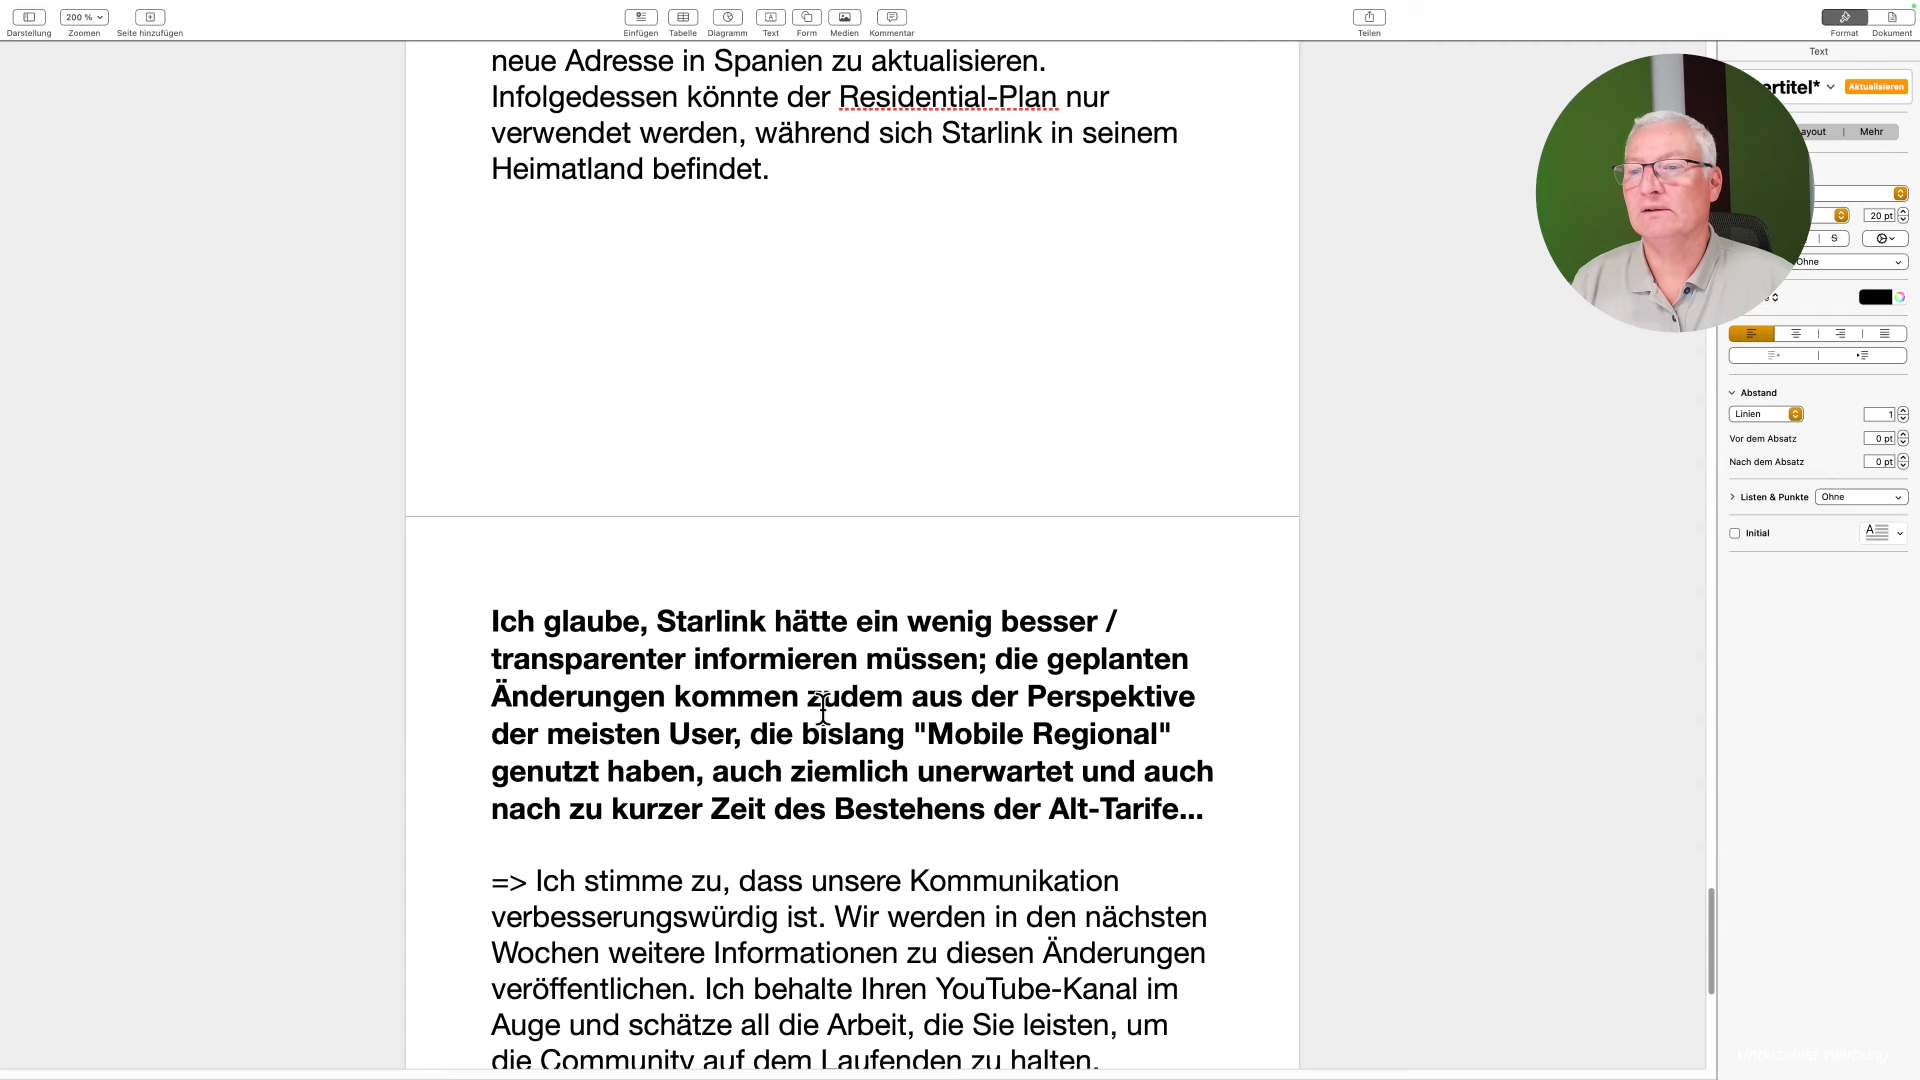 200 %
Darstellung
Zoomen
Seite hinzufügen
Einfügen
Tabelle
Diagramm
Text
Form
Medien
Kommentar
Teilen
Format
Dokument
neue Adresse in Spanien zu aktualisieren.
Infolgedessen könnte der Residential-Plan nur
verwendet werden, während sich Starlink in seinem
Heimatland befindet.
Ich glaube, Starlink hätte ein wenig besser /
transparenter informieren müssen; die geplanten
Änderungen kommen zudem aus der Perspektive
der meisten User, die bislang "Mobile Regional"
genutzt haben, auch ziemlich unerwartet und auch
nach zu kurzer Zeit des Bestehens der Alt-Tarife...
=> Ich stimme zu, dass unsere Kommunikation
verbesserungswürdig ist. Wir werden in den nächsten
Wochen weitere Informationen zu diesen Änderungen
veröffentlichen. Ich behalte Ihren YouTube-Kanal im
Auge und schätze all die Arbeit, die Sie leisten, um
die Community auf dem Laufenden zu halten.
Text
ertitel*
Aktualisieren
ayout
Mehr
20 pt
S
Ohne
Abstand
Linien
1
Vor dem Absatz
0 pt
Nach dem Absatz
0 pt
Listen & Punkte
Ohne
Initial
A
Unbezahlte Werbung